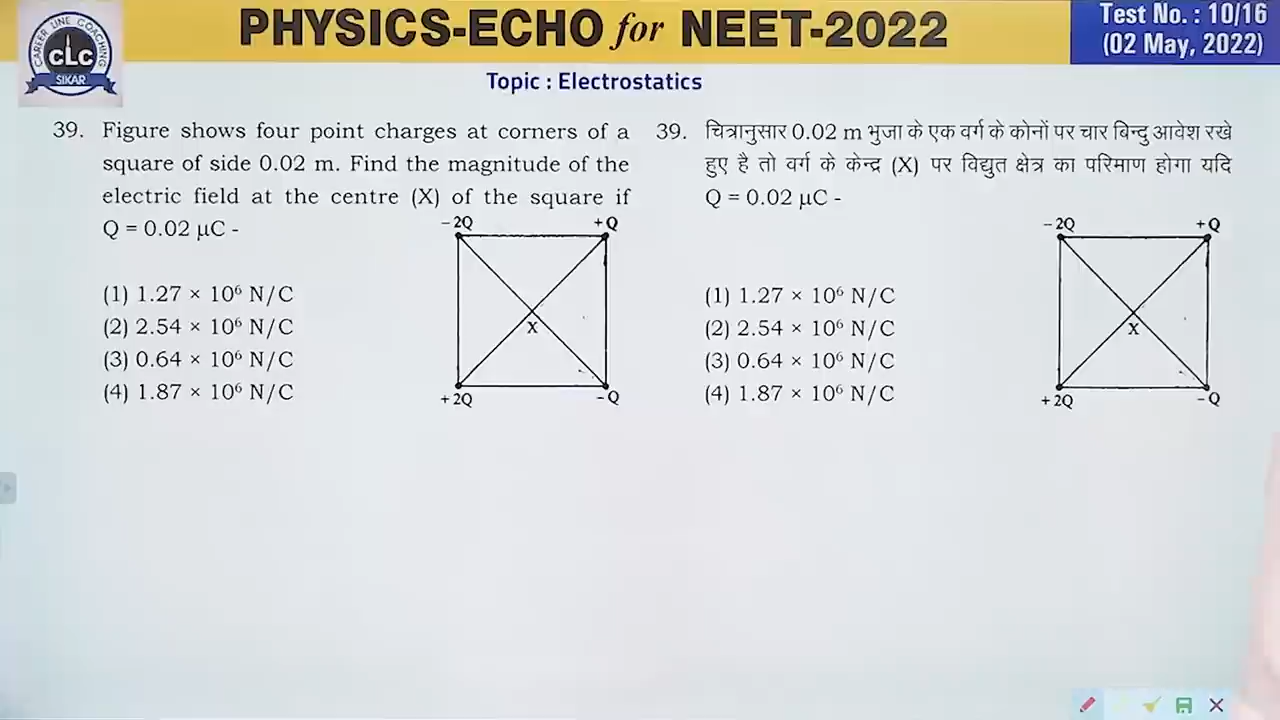 CAREER LINE COACHING
CLC
SIKAR
PHYSICS-ECHO for NEET-2022
Test No. : 10/16
(02 May, 2022)
Topic : Electrostatics
39. Figure shows four point charges at corners of a
square of side 0.02 m. Find the magnitude of the
electric field at the centre (X) of the square if
Q = 0.02 μC -
- 2Q
+ Q
X
+ 2Q
- Q
(1) 1.27 × 10⁶ N/C
(2) 2.54 × 10⁶ N/C
(3) 0.64 × 10⁶ N/C
(4) 1.87 × 10⁶ N/C
39. चित्रानुसार 0.02 m भुजा के एक वर्ग के कोनों पर चार बिन्दु आवेश रखे
हुए है तो वर्ग के केन्द्र (X) पर विद्युत क्षेत्र का परिमाण होगा यदि
Q = 0.02 μC -
- 2Q
+ Q
X
+ 2Q
- Q
(1) 1.27 × 10⁶ N/C
(2) 2.54 × 10⁶ N/C
(3) 0.64 × 10⁶ N/C
(4) 1.87 × 10⁶ N/C